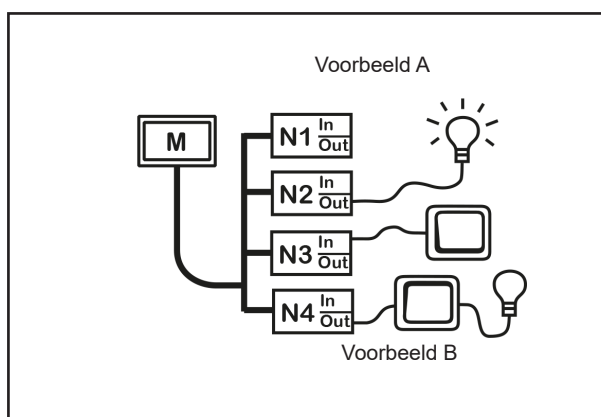 Voorbeeld A
M
N1 In
Out
N2 In
Out
N3 In
Out
N4 In
Out
Voorbeeld B